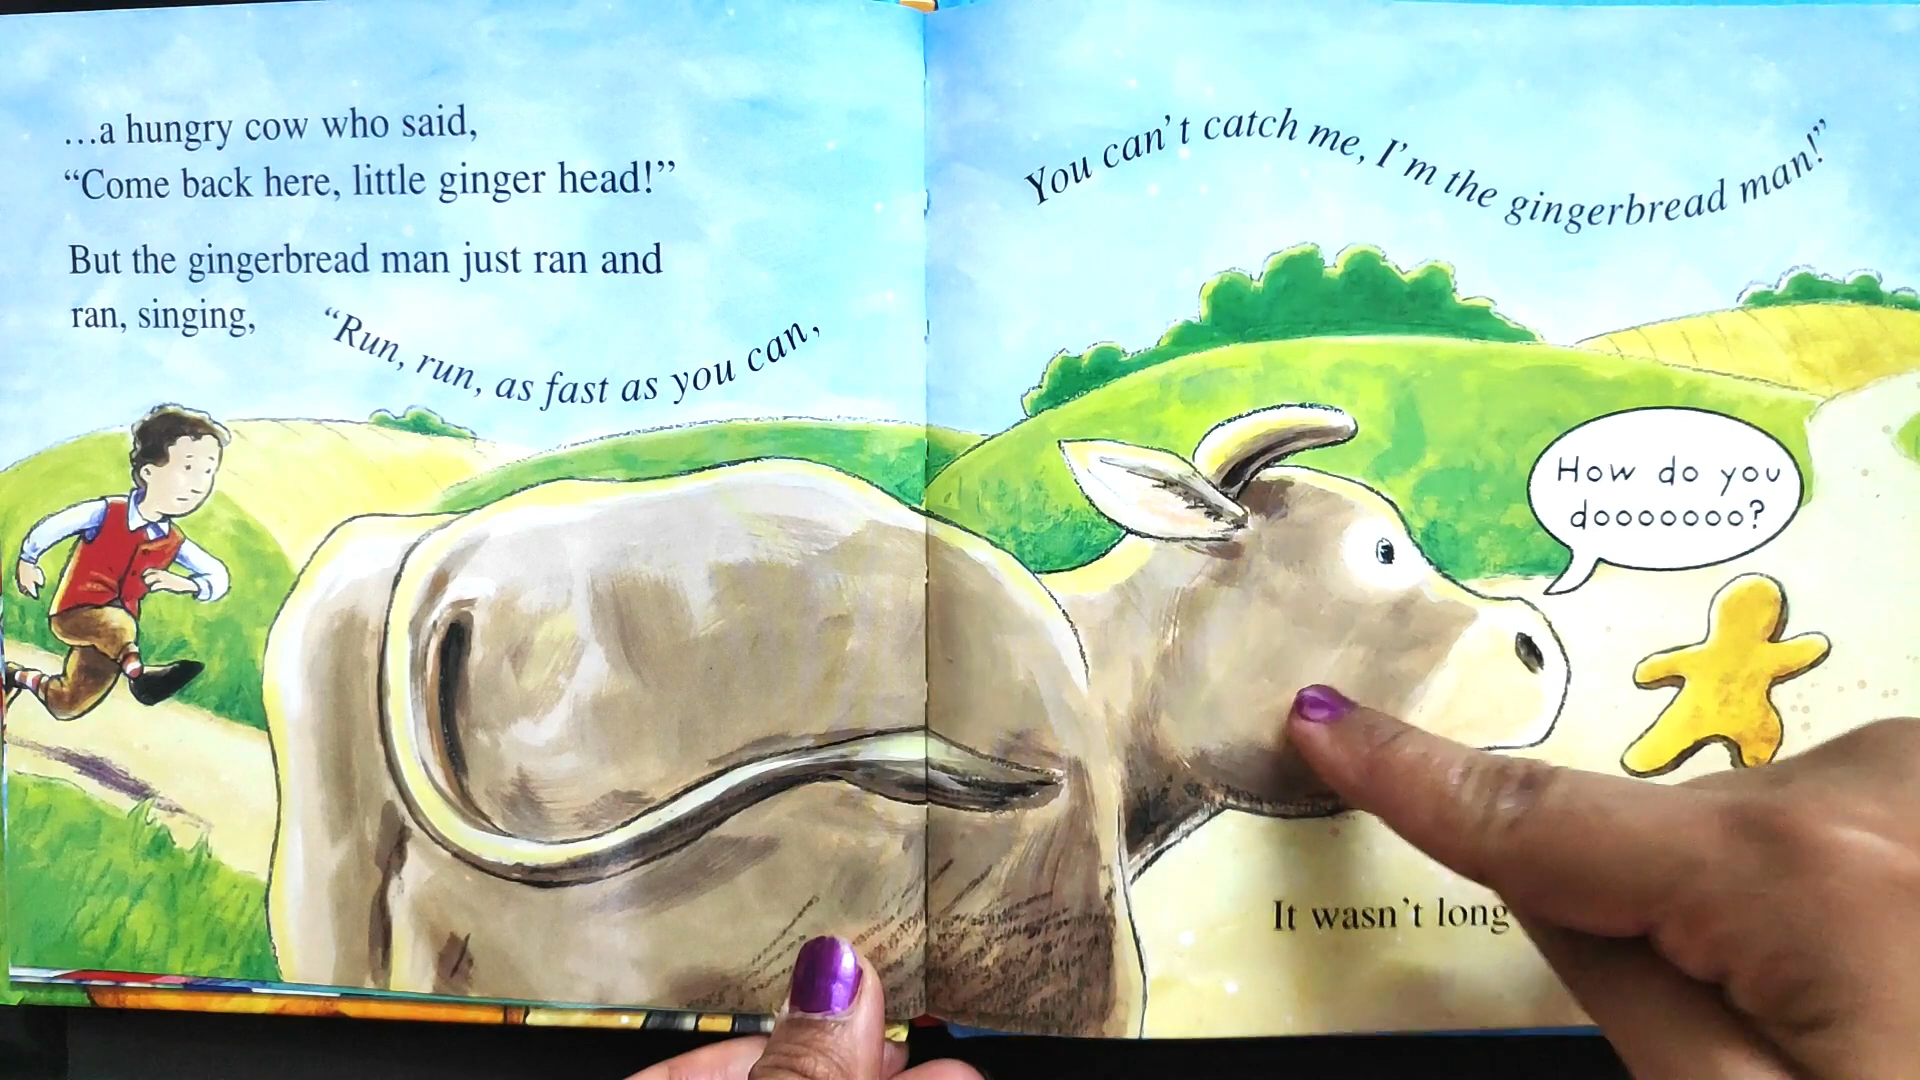 ...a hungry cow who said,
“Come back here, little ginger head!”
But the gingerbread man just ran and
ran, singing,
“Run, run, as fast as you can,
You can’t catch me, I’m the gingerbread man!”
How do you
dooooooo?
It wasn’t long